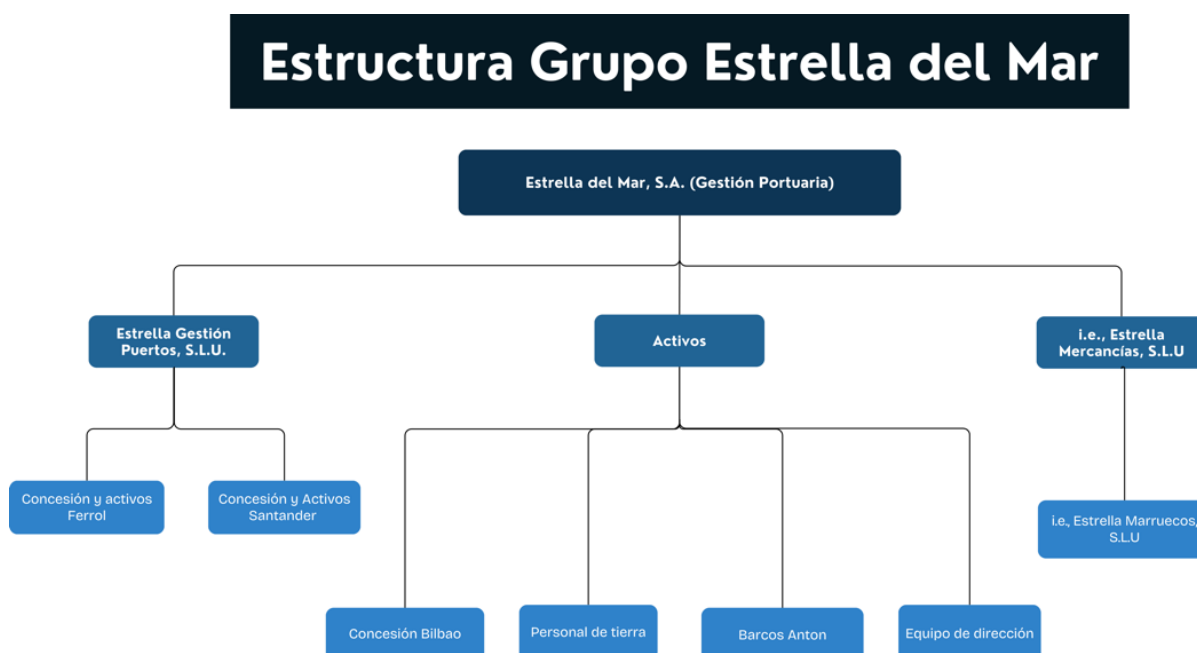 Estructura Grupo Estrella del Mar
Estrella del Mar, S.A. (Gestión Portuaria)
Estrella Gestión
Puertos, S.L.U.
Activos
i.e., Estrella
Mercancías, S.L.U
Concesión y activos
Ferrol
Concesión y Activos
Santander
i.e., Estrella Marruecos,
S.L.U
Concesión Bilbao
Personal de tierra
Barcos Anton
Equipo de dirección